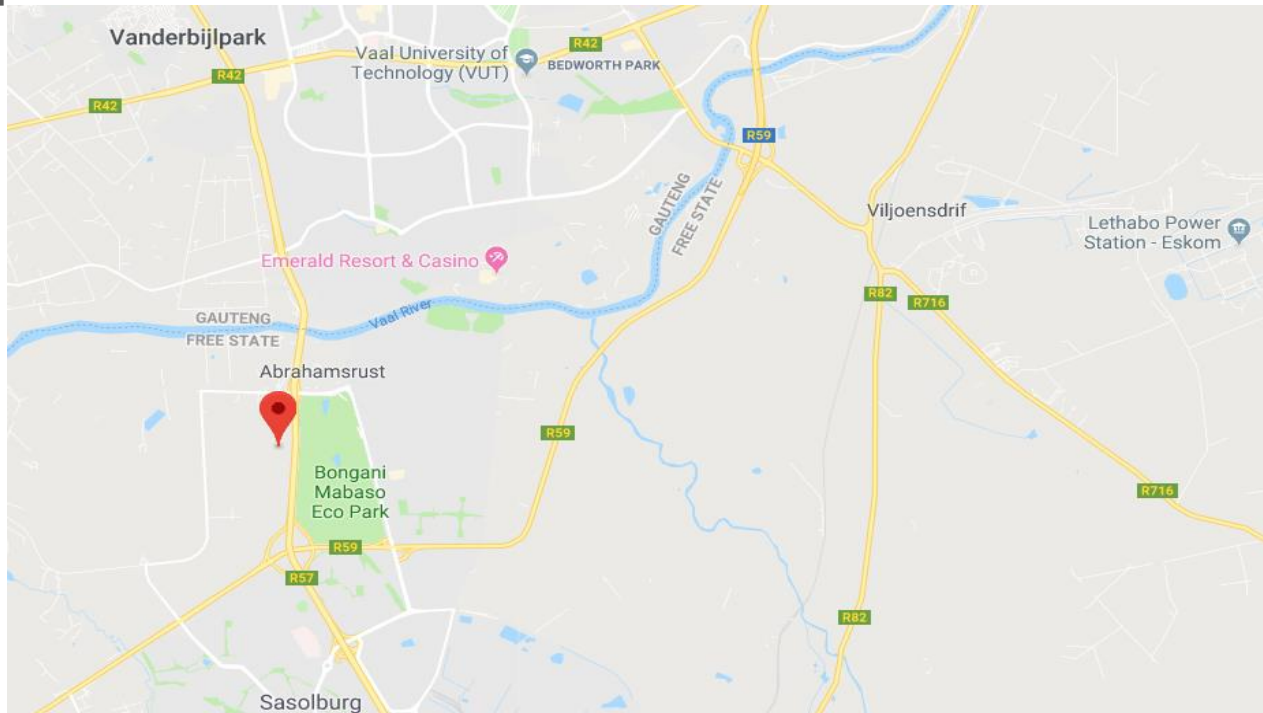 Vanderbijlpark
R42
R42
R42
Vaal University of
Technology (VUT)
BEDWORTH PARK
R59
GAUTENG
FREE STATE
Viljoensdrif
Lethabo Power
Station - Eskom
Emerald Resort & Casino
R82
R716
Vaal River
GAUTENG
FREE STATE
Abrahamsrust
R59
Bongani
Mabaso
Eco Park
R716
R59
R57
R82
Sasolburg